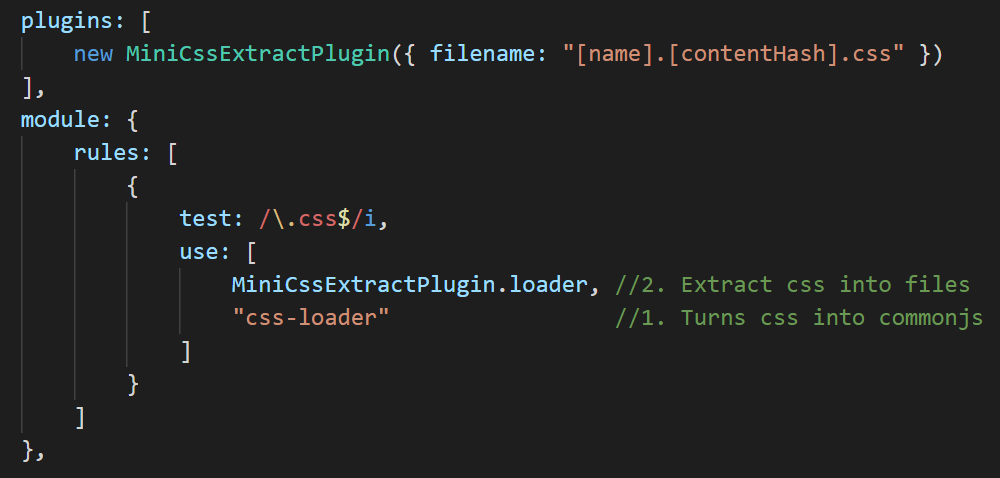 plugins: [
    new MiniCssExtractPlugin({ filename: "[name].[contentHash].css" })
],
module: {
    rules: [
        {
            test: /\.css$/i,
            use: [
                MiniCssExtractPlugin.loader, //2. Extract css into files
                "css-loader"                 //1. Turns css into commonjs
            ]
        }
    ]
},